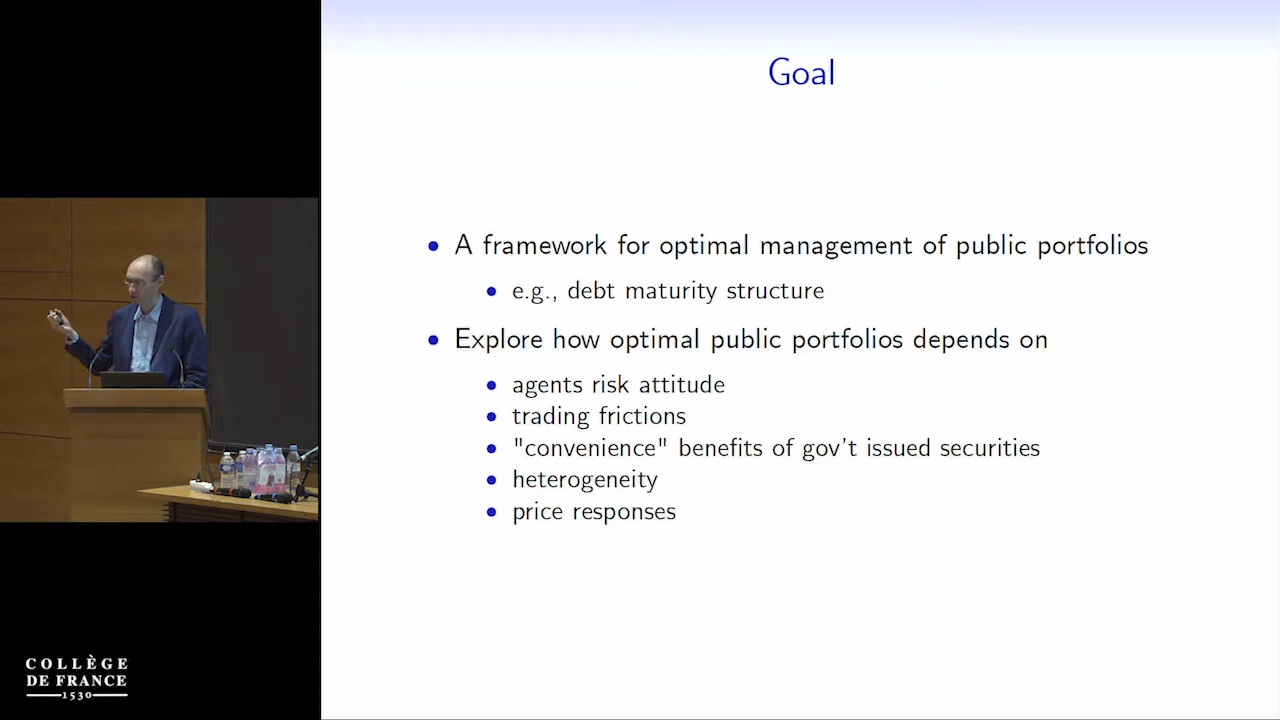 Goal
A framework for optimal management of public portfolios
e.g., debt maturity structure
Explore how optimal public portfolios depends on
agents risk attitude
trading frictions
"convenience" benefits of gov't issued securities
heterogeneity
price responses
COLLÈGE
DE FRANCE
1530